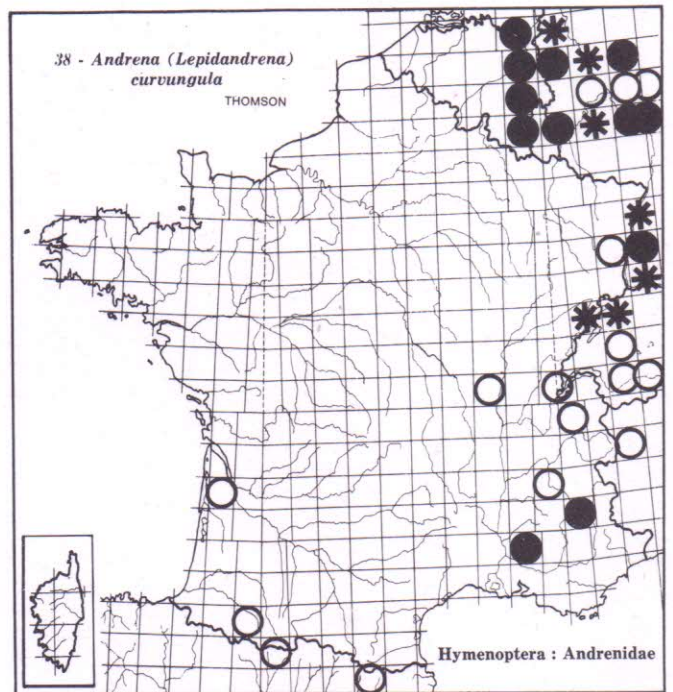 38 - Andrena (Lepidandrena)
curvungula
THOMSON
Hymenoptera : Andrenidae